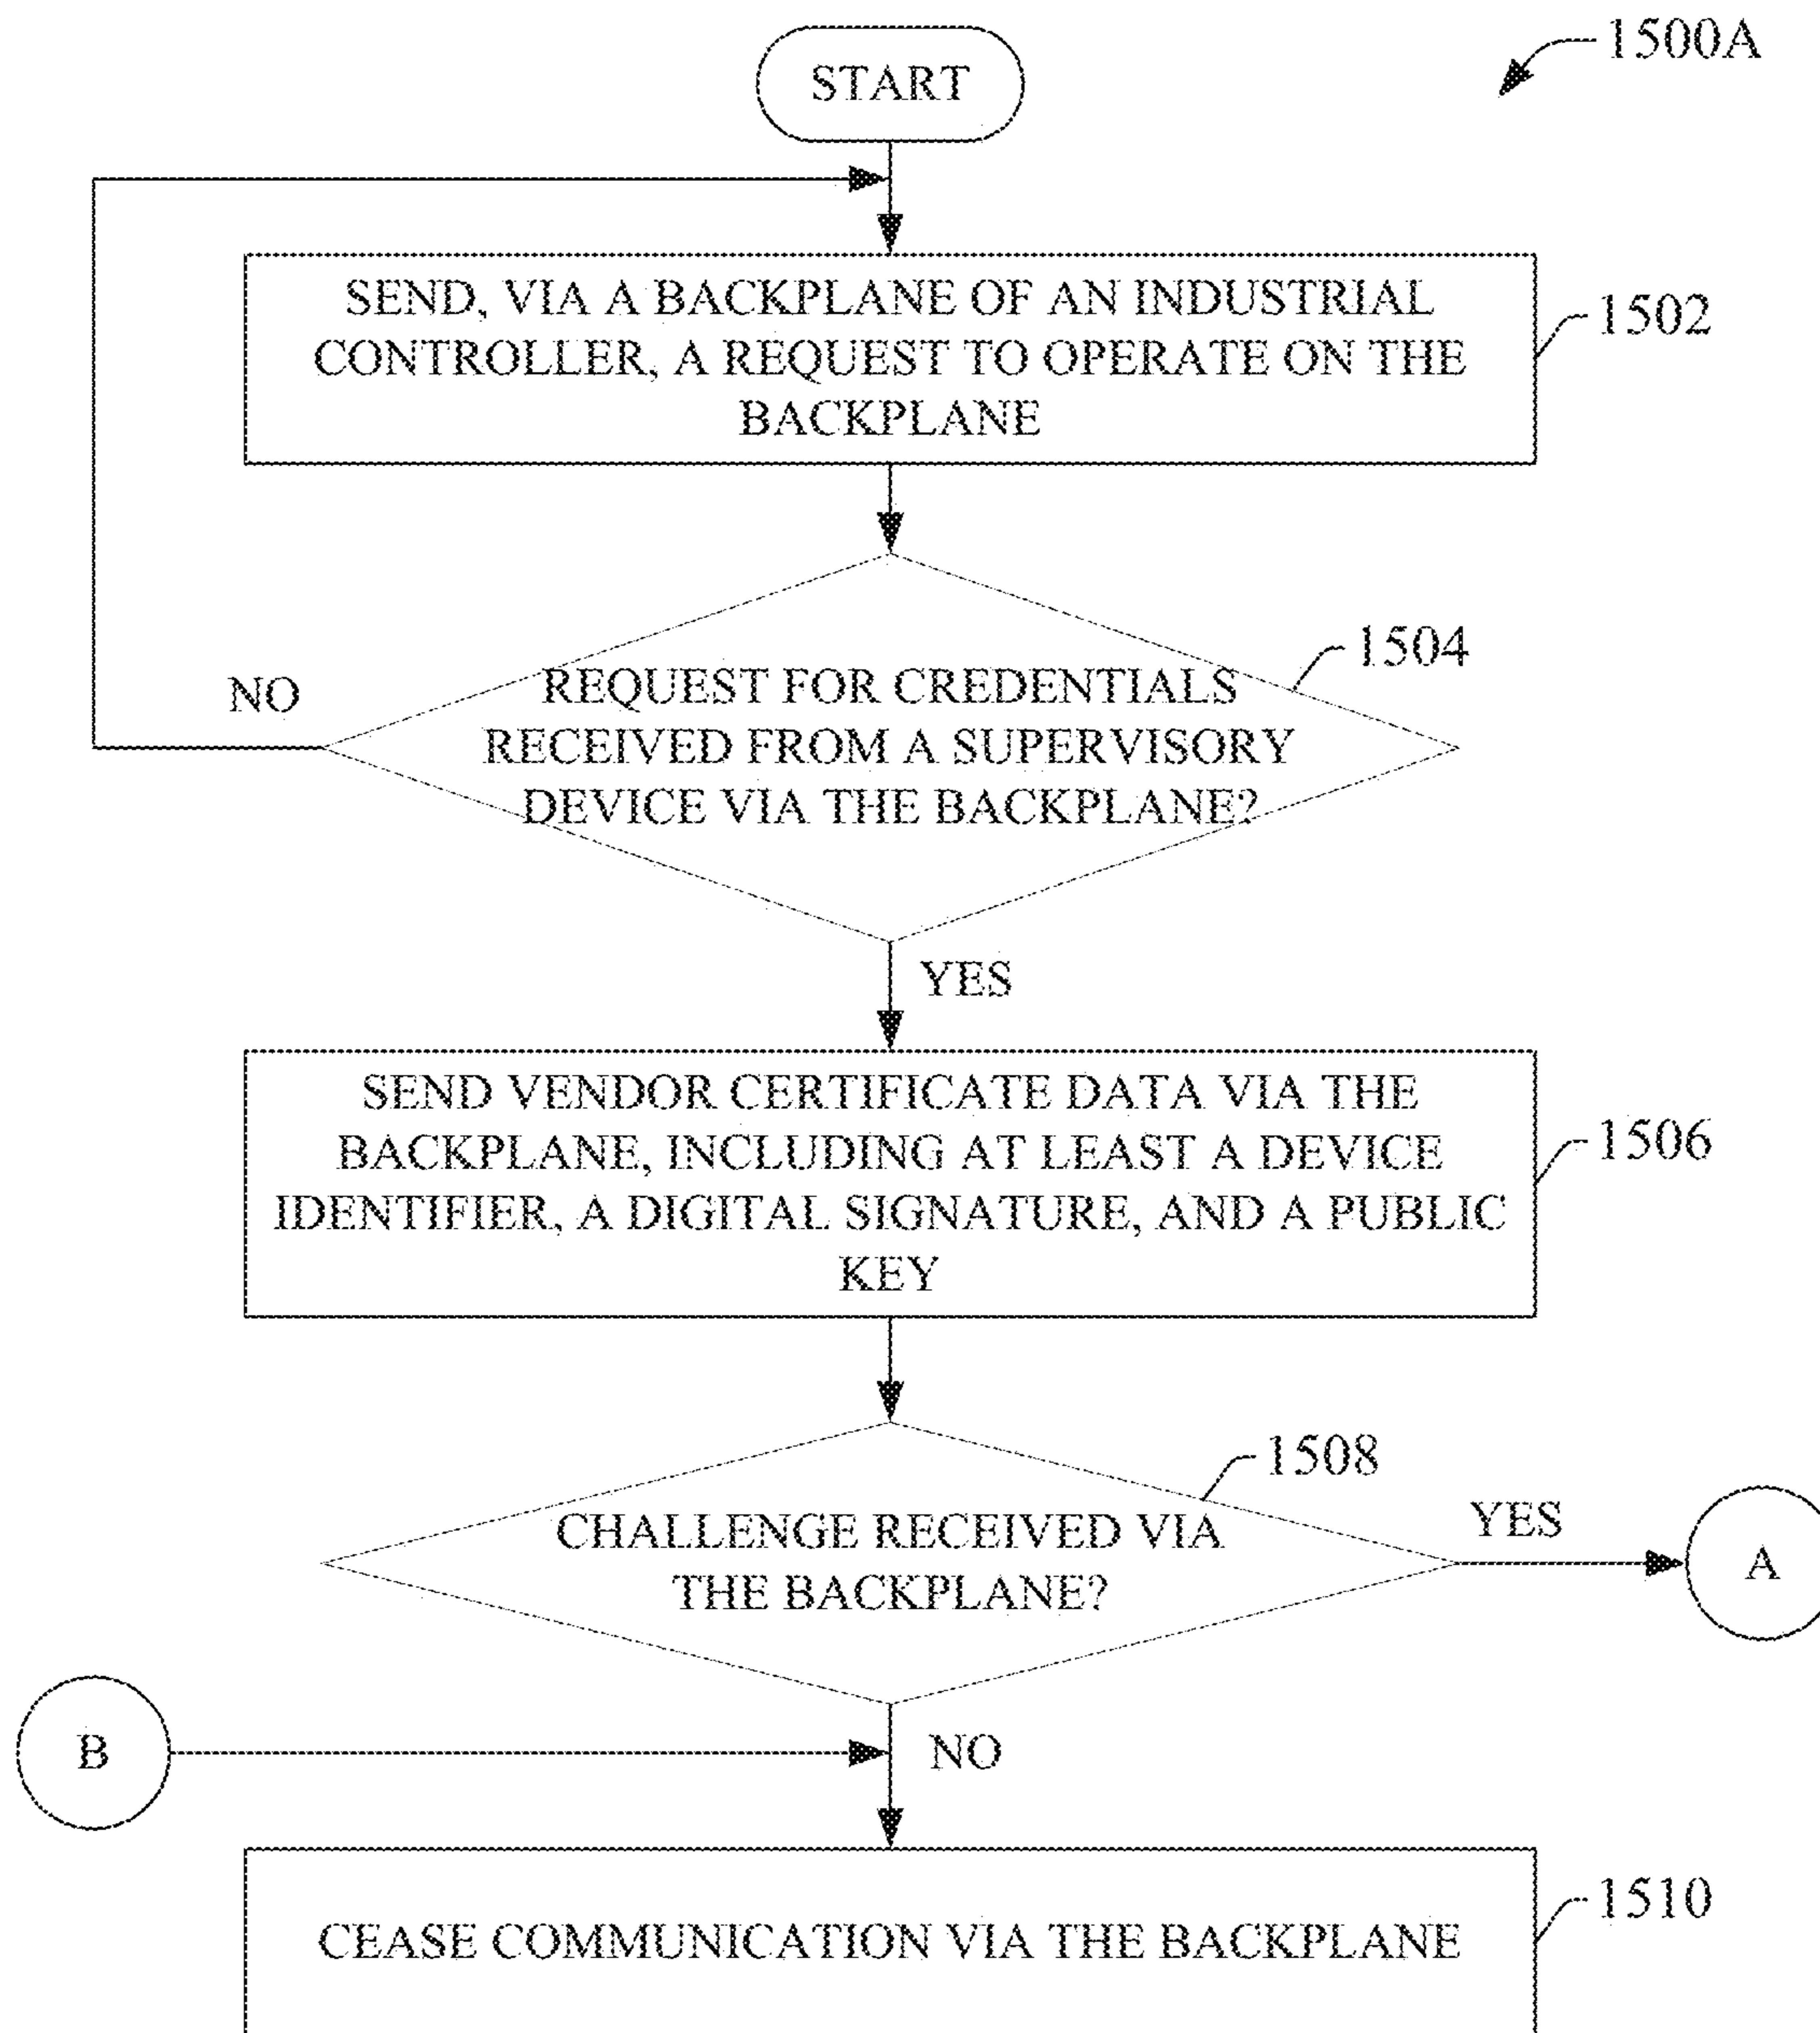 1500A
START
SEND, VIA A BACKPLANE OF AN INDUSTRIAL
CONTROLLER, A REQUEST TO OPERATE ON THE
BACKPLANE
1502
1504
REQUEST FOR CREDENTIALS
RECEIVED FROM A SUPERVISORY
DEVICE VIA THE BACKPLANE?
NO
YES
SEND VENDOR CERTIFICATE DATA VIA THE
BACKPLANE, INCLUDING AT LEAST A DEVICE
IDENTIFIER, A DIGITAL SIGNATURE, AND A PUBLIC
KEY
1506
1508
CHALLENGE RECEIVED VIA
THE BACKPLANE?
YES
A
B
NO
CEASE COMMUNICATION VIA THE BACKPLANE
1510